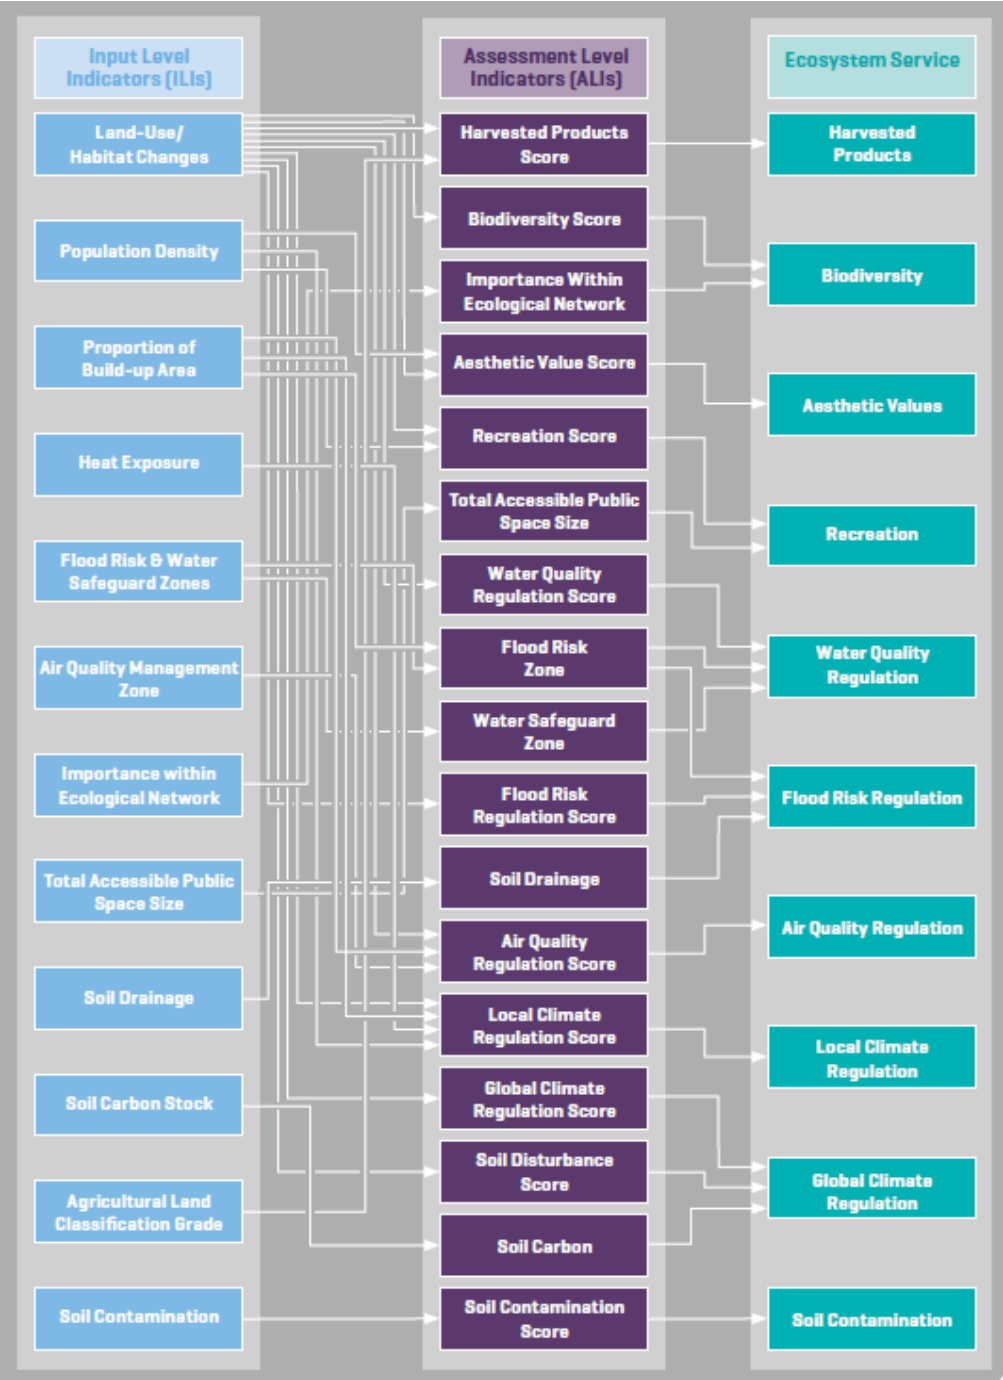 Input Level
Indicators (ILIs)
Land-Use/
Habitat Changes
Population Density
Proportion of
Build-up Area
Heat Exposure
Flood Risk & Water
Safeguard Zones
Air Quality Management
Zone
Importance within
Ecological Network
Total Accessible Public
Space Size
Soil Drainage
Soil Carbon Stock
Agricultural Land
Classification Grade
Soil Contamination
Assessment Level
Indicators (ALIs)
Harvested Products
Score
Biodiversity Score
Importance Within
Ecological Network
Aesthetic Value Score
Recreation Score
Total Accessible Public
Space Size
Water Quality
Regulation Score
Flood Risk
Zone
Water Safeguard
Zone
Flood Risk
Regulation Score
Soil Drainage
Air Quality
Regulation Score
Local Climate
Regulation Score
Global Climate
Regulation Score
Soil Disturbance
Score
Soil Carbon
Soil Contamination
Score
Ecosystem Service
Harvested
Products
Biodiversity
Aesthetic Values
Recreation
Water Quality
Regulation
Flood Risk Regulation
Air Quality Regulation
Local Climate
Regulation
Global Climate
Regulation
Soil Contamination